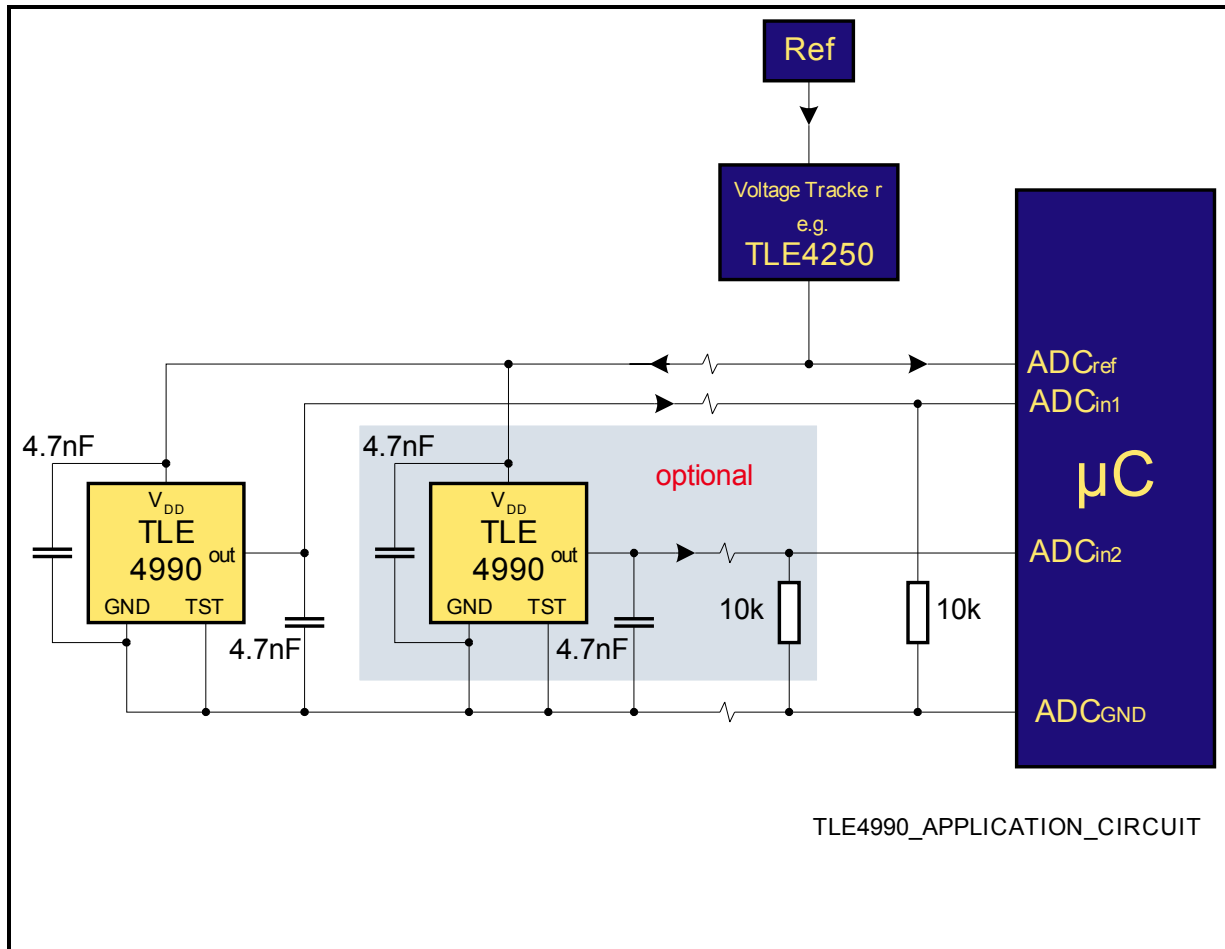 Ref
Voltage Tracke r
e.g.
TLE4250
ADCref
ADCin1
4.7nF
4.7nF
optional
µC
VDD
TLE
4990
out
GND
TST
VDD
TLE
4990
out
GND
TST
ADCin2
10k
10k
4.7nF
4.7nF
ADCGND
TLE4990_APPLICATION_CIRCUIT